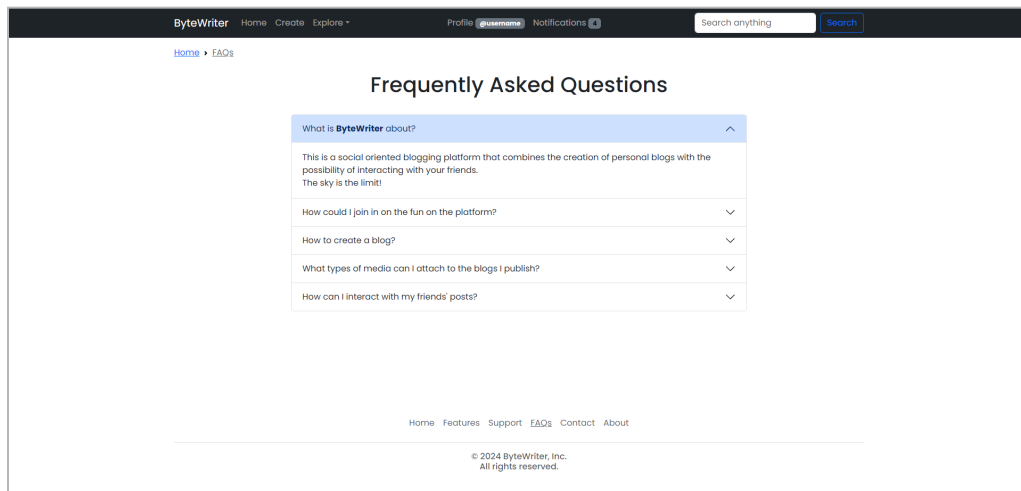 ByteWriter Home Create Explore Profile @username Notifications 4 Search anything Search
Home › FAQs
Frequently Asked Questions
What is ByteWriter about?
This is a social oriented blogging platform that combines the creation of personal blogs with the
possibility of interacting with your friends.
The sky is the limit!
How could I join in on the fun on the platform?
How to create a blog?
What types of media can I attach to the blogs I publish?
How can I interact with my friends' posts?
Home Features Support FAQs Contact About
© 2024 ByteWriter, Inc.
All rights reserved.